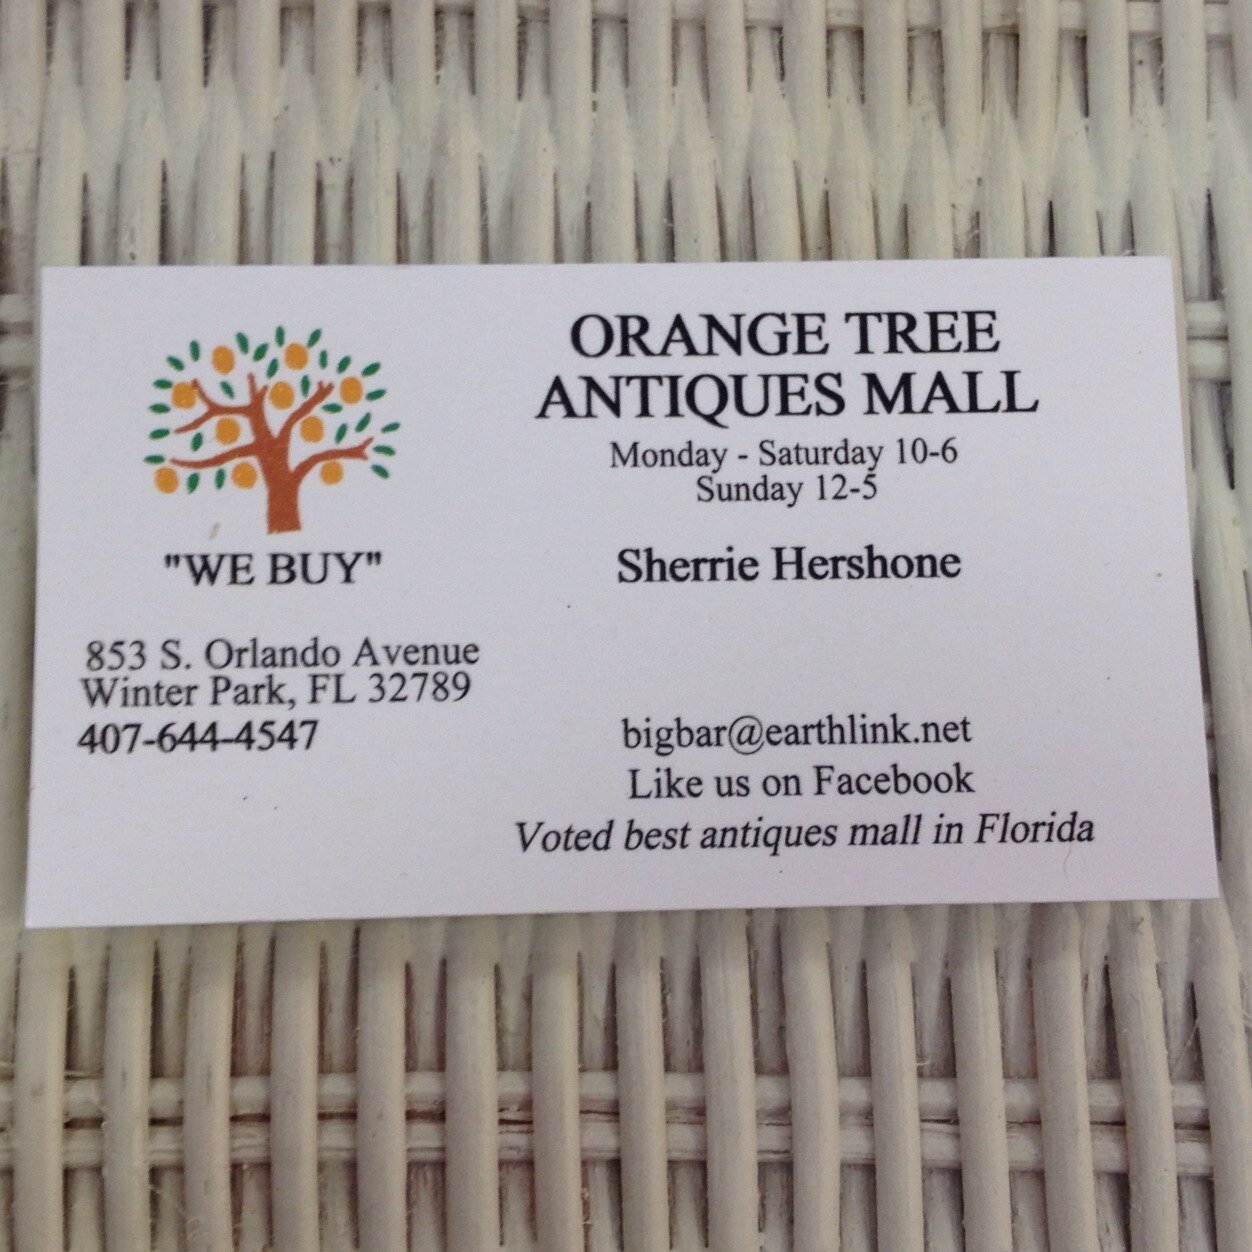 ORANGE TREE
ANTIQUES MALL
Monday - Saturday 10-6
Sunday 12-5
Sherrie Hershone
"WE BUY"
853 S. Orlando Avenue
Winter Park, FL 32789
407-644-4547
bigbar@earthlink.net
Like us on Facebook
Voted best antiques mall in Florida